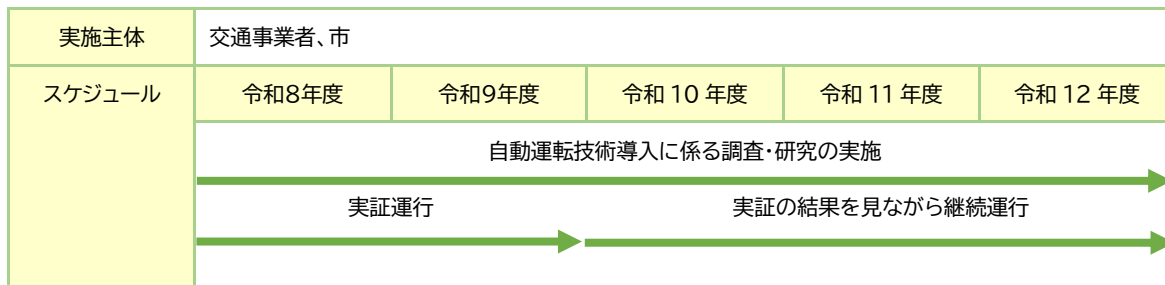 実施主体 交通事業者、市
スケジュール 令和8年度 令和9年度 令和 10 年度 令和 11 年度 令和 12 年度
自動運転技術導入に係る調査・研究の実施
実証運行 実証の結果を見ながら継続運行